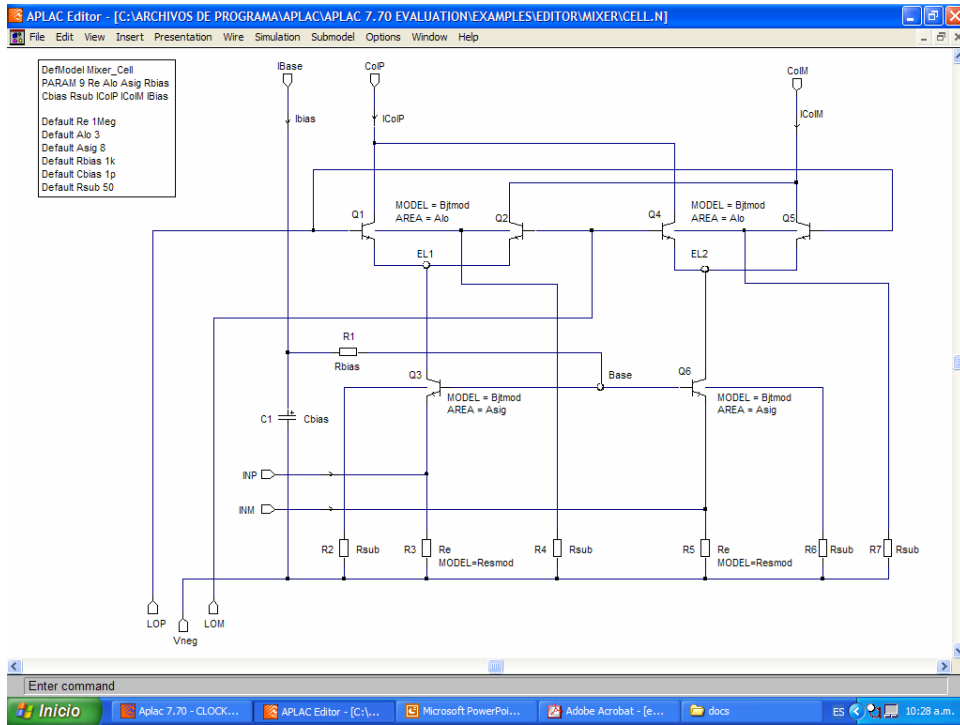 APLAC Editor - [C:\ARCHIVOS DE PROGRAMA\APLAC\APLAC 7.70 EVALUATION\EXAMPLES\EDITOR\MIXER\CELL.N]
File Edit View Insert Presentation Wire Simulation Submodel Options Window Help
DefModel Mixer_Cell
PARAM 9 Re Alo Asig Rbias
Cbias Rsub IColP IColM IBias
Default Re 1Meg
Default Alo 3
Default Asig 8
Default Rbias 1k
Default Cbias 1p
Default Rsub 50
IBase
ColP
ColM
Ibias
IColP
IColM
Q1
MODEL = Bjtmod
AREA = Alo
Q2
Q4
MODEL = Bjtmod
AREA = Alo
Q5
EL1
EL2
R1
Rbias
Q3
Base
Q6
MODEL = Bjtmod
AREA = Asig
MODEL = Bjtmod
AREA = Asig
C1
Cbias
INP
INM
R2 Rsub
R3 Re
MODEL=Resmod
R4 Rsub
R5 Re
MODEL=Resmod
R6 Rsub
R7 Rsub
LOP
Vneg
LOM
Enter command
Inicio
Aplac 7.70 - CLOCK...
APLAC Editor - [C:\...
Microsoft PowerPoi...
Adobe Acrobat - [e...
docs
ES
10:28 a.m.